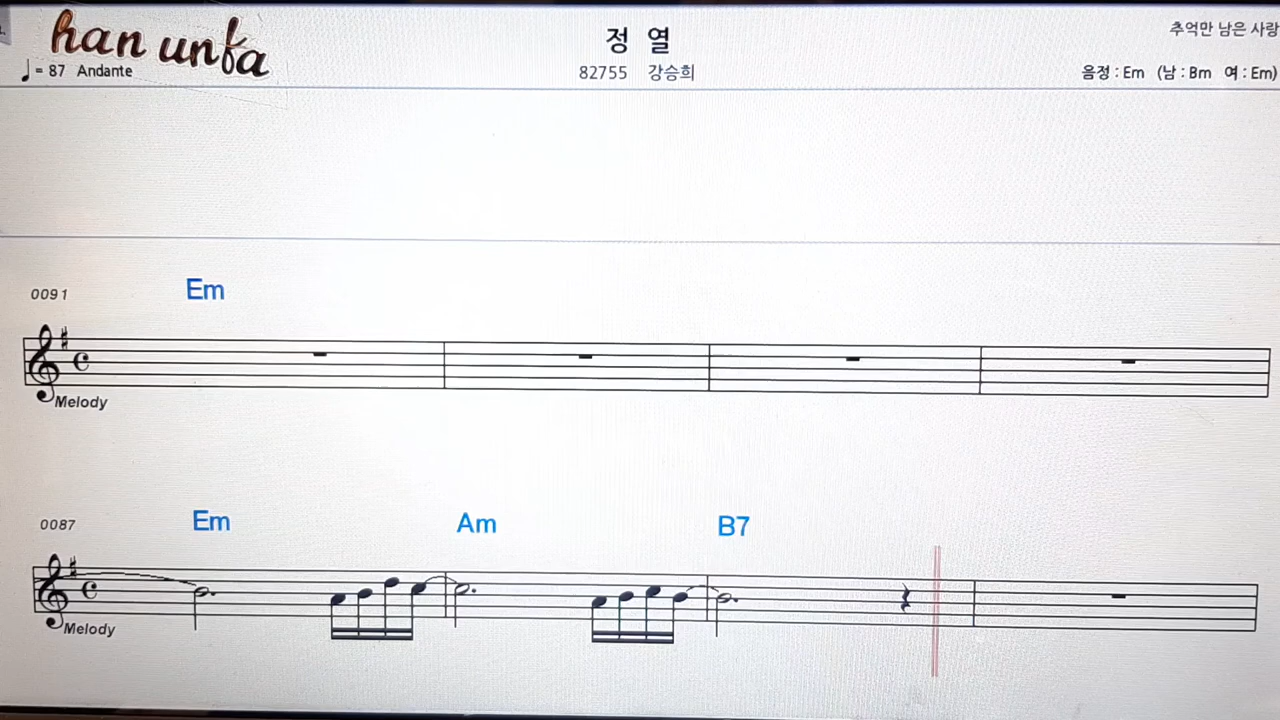 han unfa
정 열
추억만 남은 사랑
♩ = 87 Andante
82755 강승희
음정 : Em (남 : Bm 여 : Em)
0091 Em
Melody
0087 Em Am B7
Melody